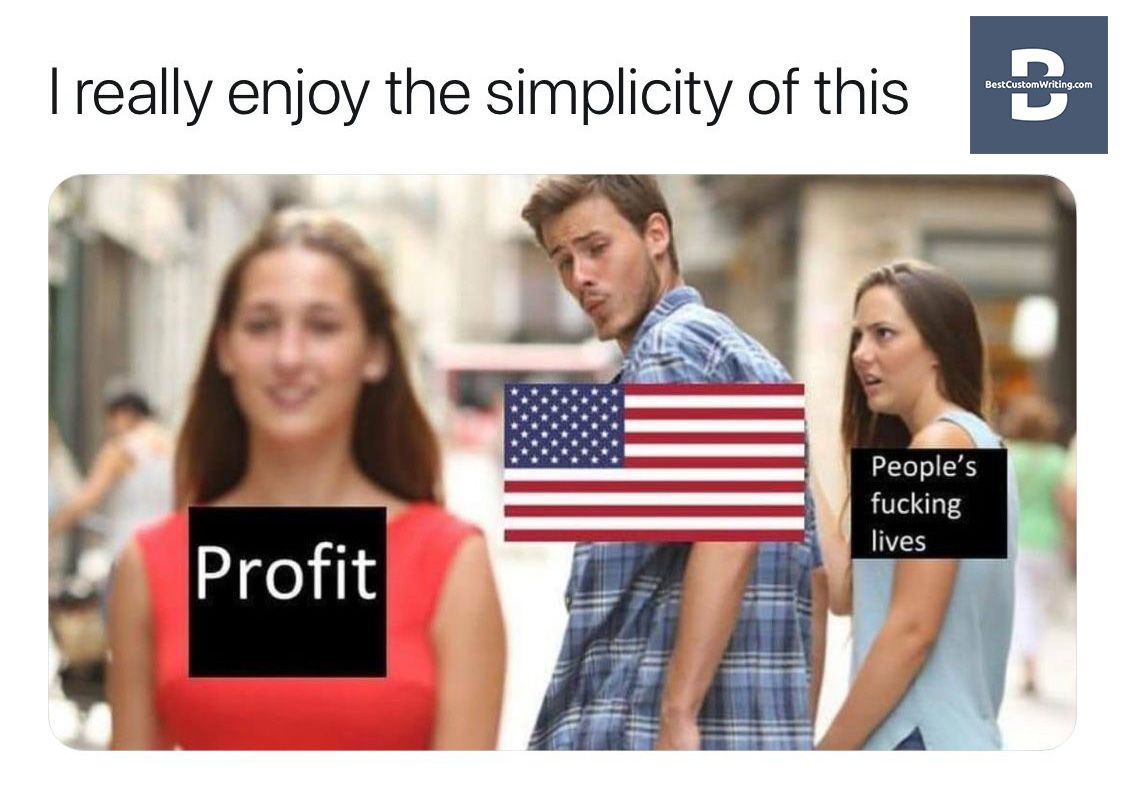 I really enjoy the simplicity of this
BestCustomWriting.com
B
Profit
People's
fucking
lives